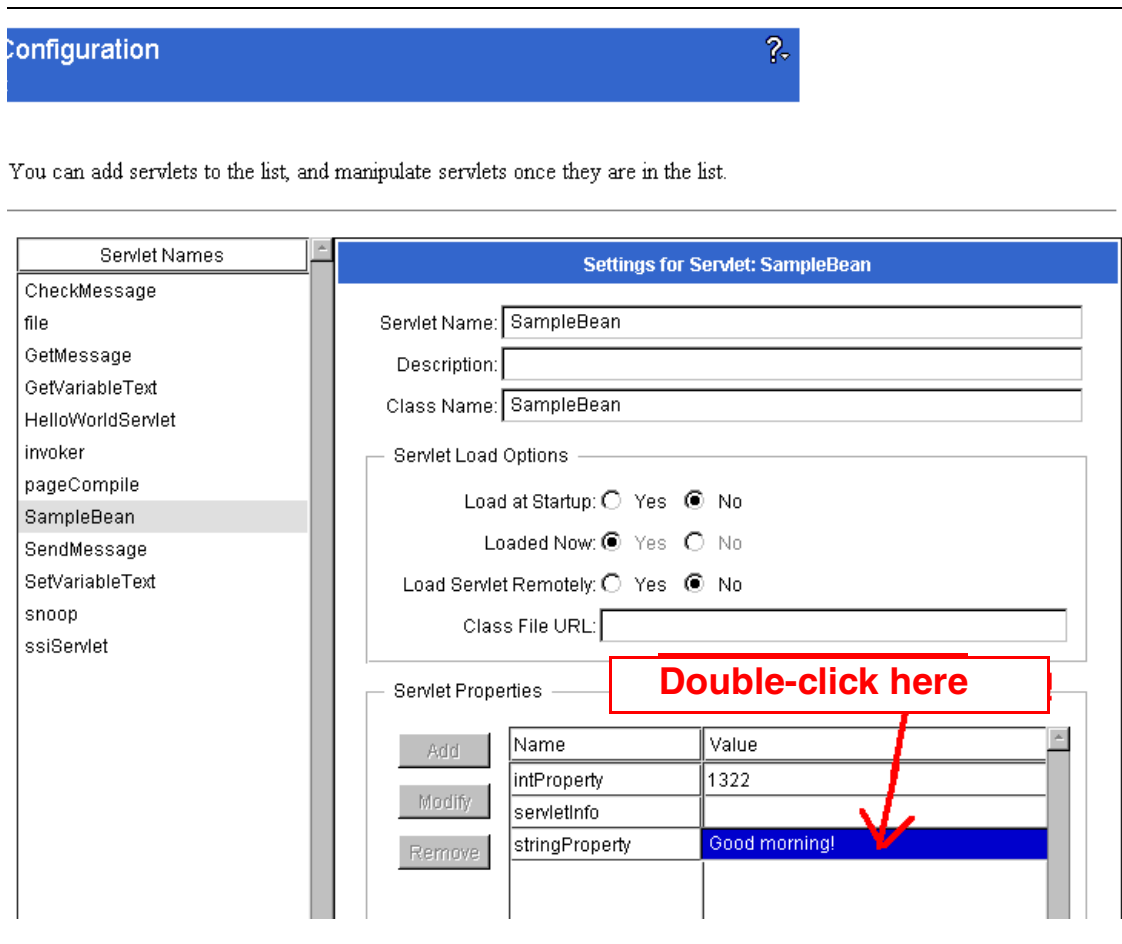 Configuration
?
You can add servlets to the list, and manipulate servlets once they are in the list.
Servlet Names
CheckMessage
file
GetMessage
GetVariableText
HelloWorldServlet
invoker
pageCompile
SampleBean
SendMessage
SetVariableText
snoop
ssiServlet
Settings for Servlet: SampleBean
Servlet Name: SampleBean
Description:
Class Name: SampleBean
Servlet Load Options
Load at Startup: Yes No
Loaded Now: Yes No
Load Servlet Remotely: Yes No
Class File URL:
Double-click here
Servlet Properties
Add
Modify
Remove
Name Value
intProperty 1322
servletInfo
stringProperty Good morning!